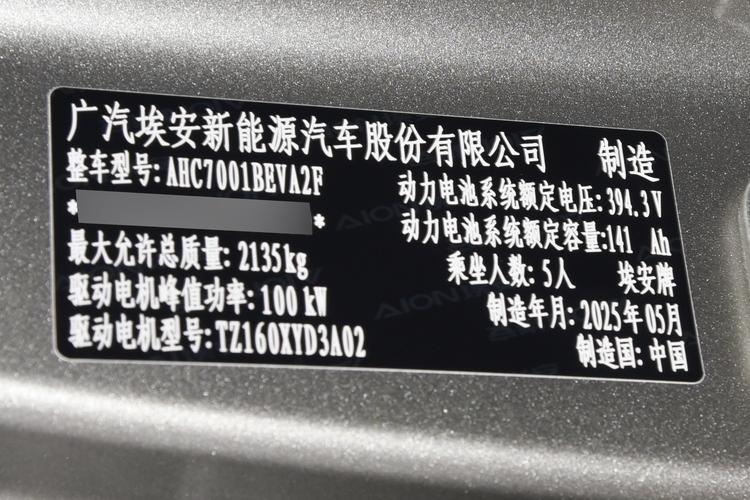 广汽埃安新能源汽车股份有限公司 制造
整车型号: AHC7001BEVA2F
动力电池系统额定电压: 394.3V
* *
动力电池系统额定容量:141 Ah
最大允许总质量: 2135kg
乘坐人数: 5人 埃安牌
驱动电机峰值功率: 100 kW
制造年月: 2025年05月
驱动电机型号: TZ160XYD3A02
制造国: 中国
AION